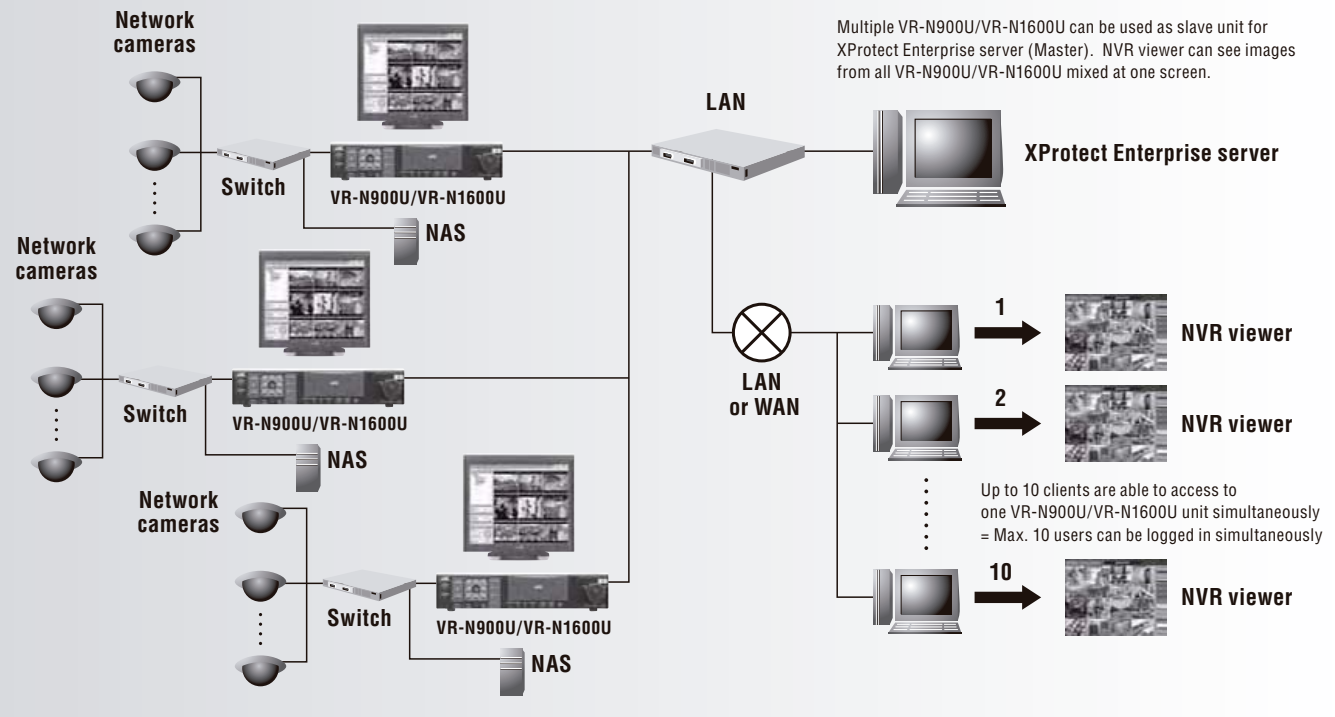 Network
cameras
Multiple VR-N900U/VR-N1600U can be used as slave unit for
XProtect Enterprise server (Master). NVR viewer can see images
from all VR-N900U/VR-N1600U mixed at one screen.
LAN
XProtect Enterprise server
Switch
VR-N900U/VR-N1600U
NAS
Network
cameras
Switch
VR-N900U/VR-N1600U
NAS
Network
cameras
Switch
VR-N900U/VR-N1600U
NAS
LAN
or WAN
1
NVR viewer
2
NVR viewer
Up to 10 clients are able to access to
one VR-N900U/VR-N1600U unit simultaneously
= Max. 10 users can be logged in simultaneously
10
NVR viewer